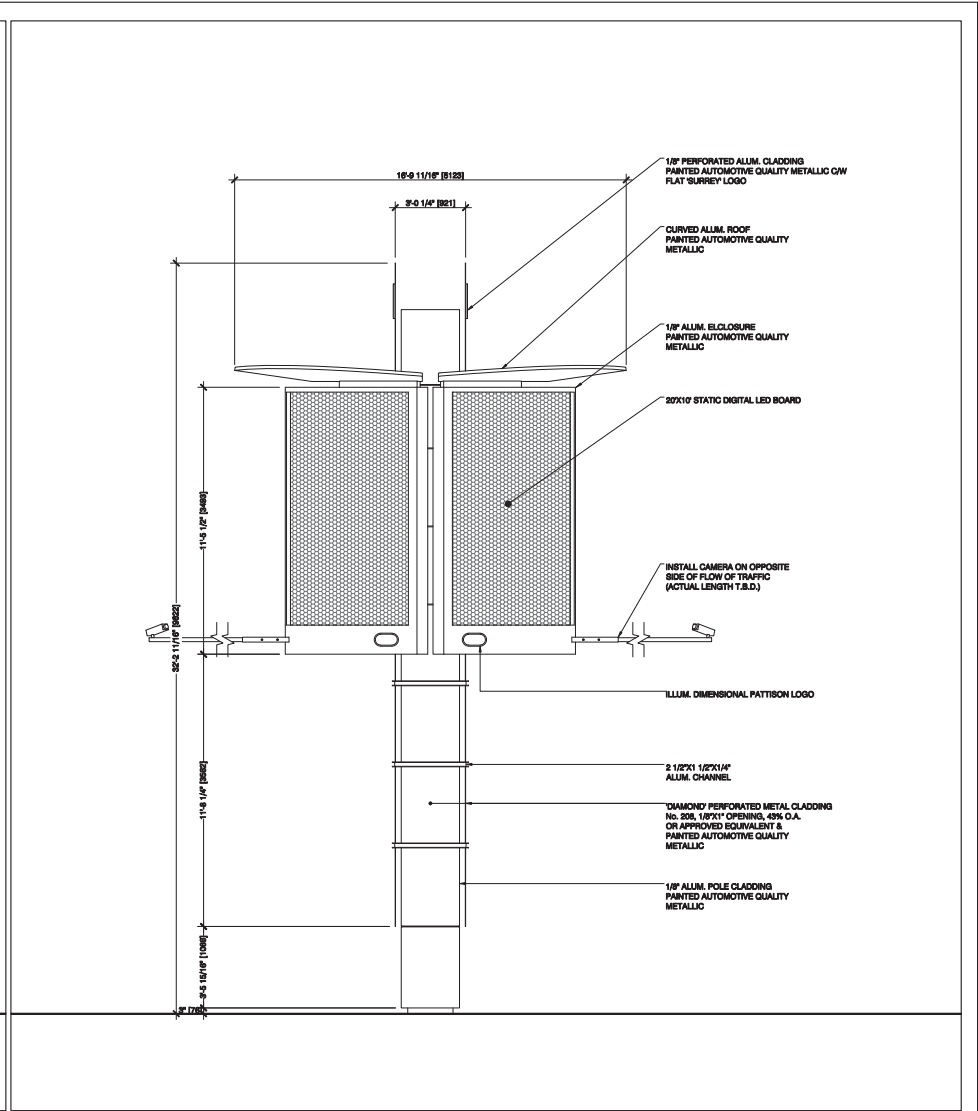 16'-9 11/16" [5123]
3'-0 1/4" [921]
1/8" PERFORATED ALUM. CLADDING
PAINTED AUTOMOTIVE QUALITY METALLIC C/W
FLAT 'SURREY' LOGO
CURVED ALUM. ROOF
PAINTED AUTOMOTIVE QUALITY
METALLIC
1/8" ALUM. ELCLOSURE
PAINTED AUTOMOTIVE QUALITY
METALLIC
20'X10' STATIC DIGITAL LED BOARD
11'-5 1/2" [3493]
INSTALL CAMERA ON OPPOSITE
SIDE OF FLOW OF TRAFFIC
(ACTUAL LENGTH T.B.D.)
32'-2 11/16" [9822]
ILLUM. DIMENSIONAL PATTISON LOGO
2 1/2"X1 1/2"X1/4"
ALUM. CHANNEL
11'-8 1/4" [3562]
'DIAMOND' PERFORATED METAL CLADDING
No. 208, 1/8"X1" OPENING, 43% O.A.
OR APPROVED EQUIVALENT &
PAINTED AUTOMOTIVE QUALITY
METALLIC
1/8" ALUM. POLE CLADDING
PAINTED AUTOMOTIVE QUALITY
METALLIC
3'-5 15/16" [1066]
3" [76]